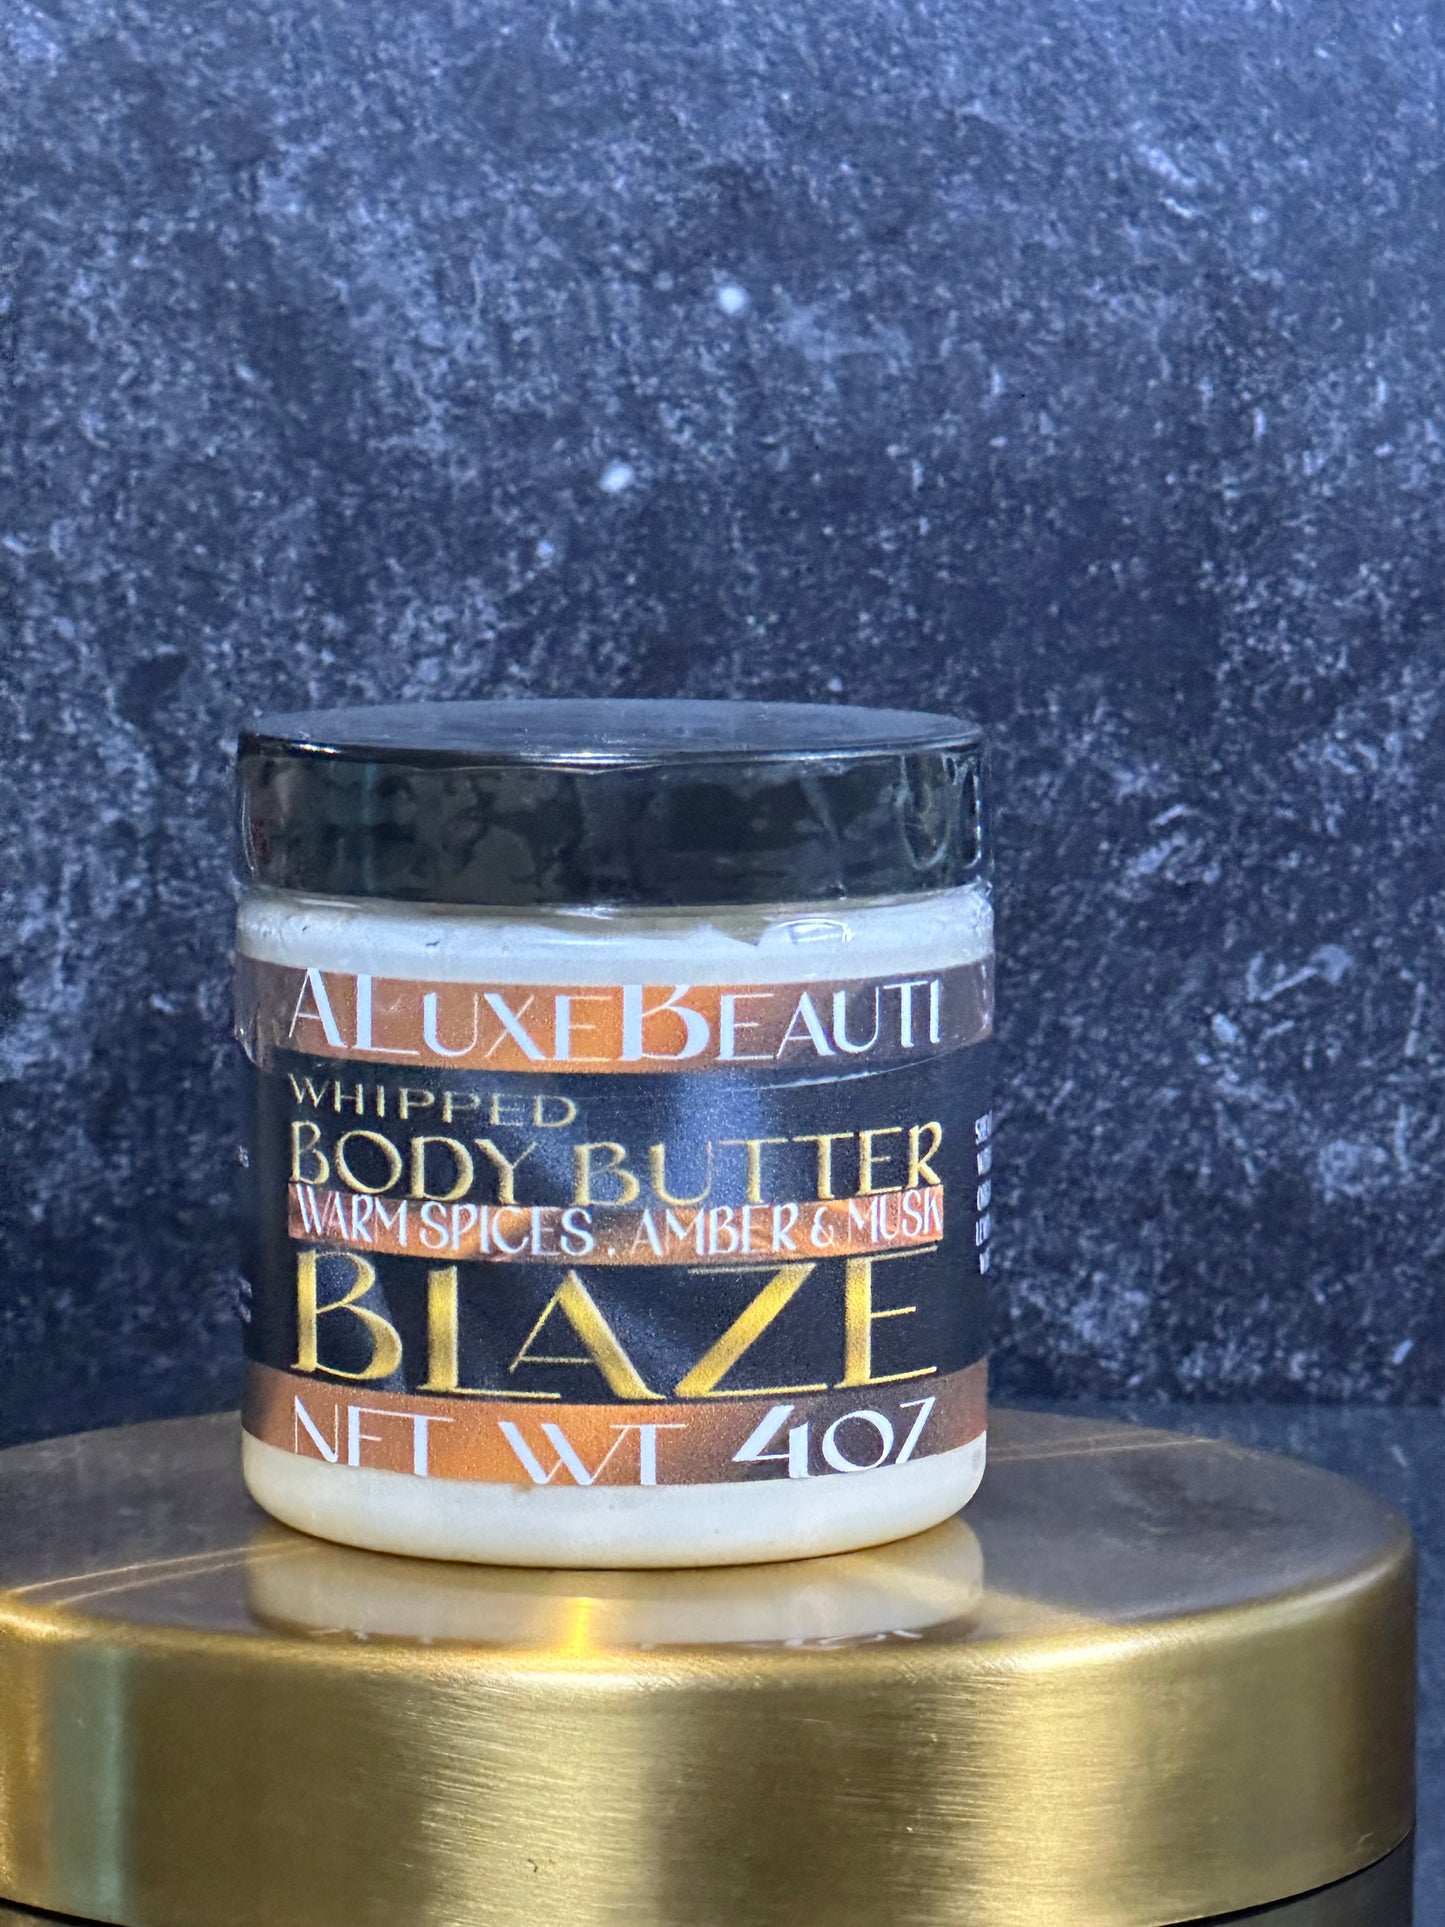 ALUXEBEAUTI
WHIPPED
BODY BUTTER
WARM SPICES . AMBER & MUSK
BLAZE
NET WT 4OZ